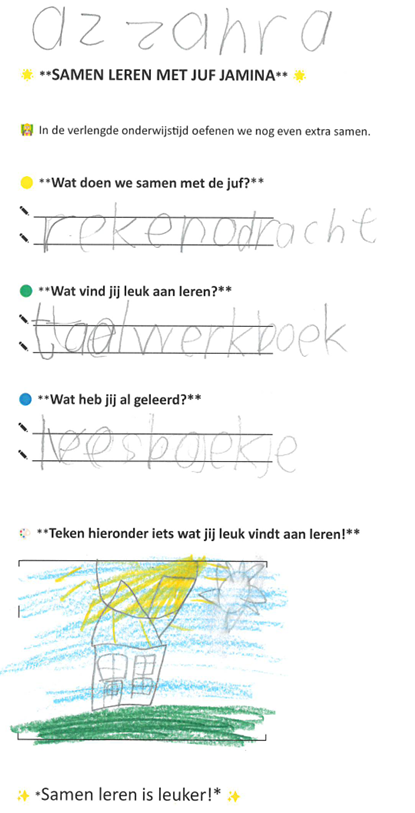 azzahra
**SAMEN LEREN MET JUF JAMINA**
In de verlengde onderwijstijd oefenen we nog even extra samen.
**Wat doen we samen met de juf?**
rekenodracht
**Wat vind jij leuk aan leren?**
taalwerkboek
**Wat heb jij al geleerd?**
leesboekje
**Teken hieronder iets wat jij leuk vindt aan leren!**
*Samen leren is leuker!*